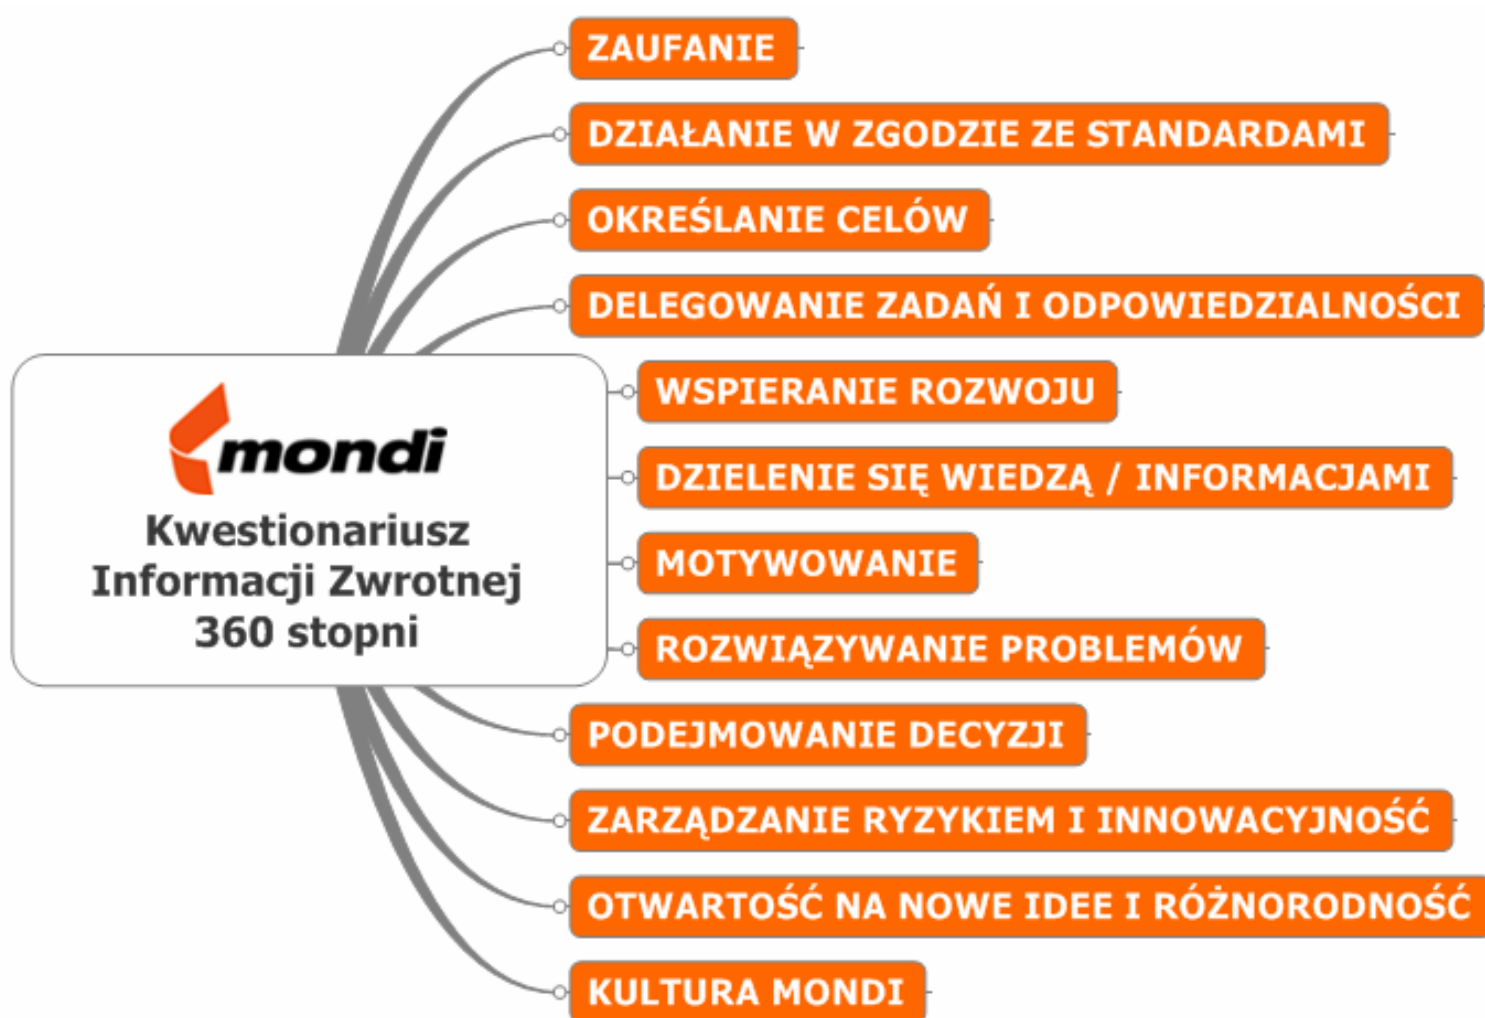 ZAUFANIE
DZIAŁANIE W ZGODZIE ZE STANDARDAMI
OKREŚLANIE CELÓW
DELEGOWANIE ZADAŃ I ODPOWIEDZIALNOŚCI
mondi
Kwestionariusz
Informacji Zwrotnej
360 stopni
WSPIERANIE ROZWOJU
DZIELENIE SIĘ WIEDZĄ / INFORMACJAMI
MOTYWOWANIE
ROZWIĄZYWANIE PROBLEMÓW
PODEJMOWANIE DECYZJI
ZARZĄDZANIE RYZYKIEM I INNOWACYJNOŚĆ
OTWARTOŚĆ NA NOWE IDEE I RÓŻNORODNOŚĆ
KULTURA MONDI